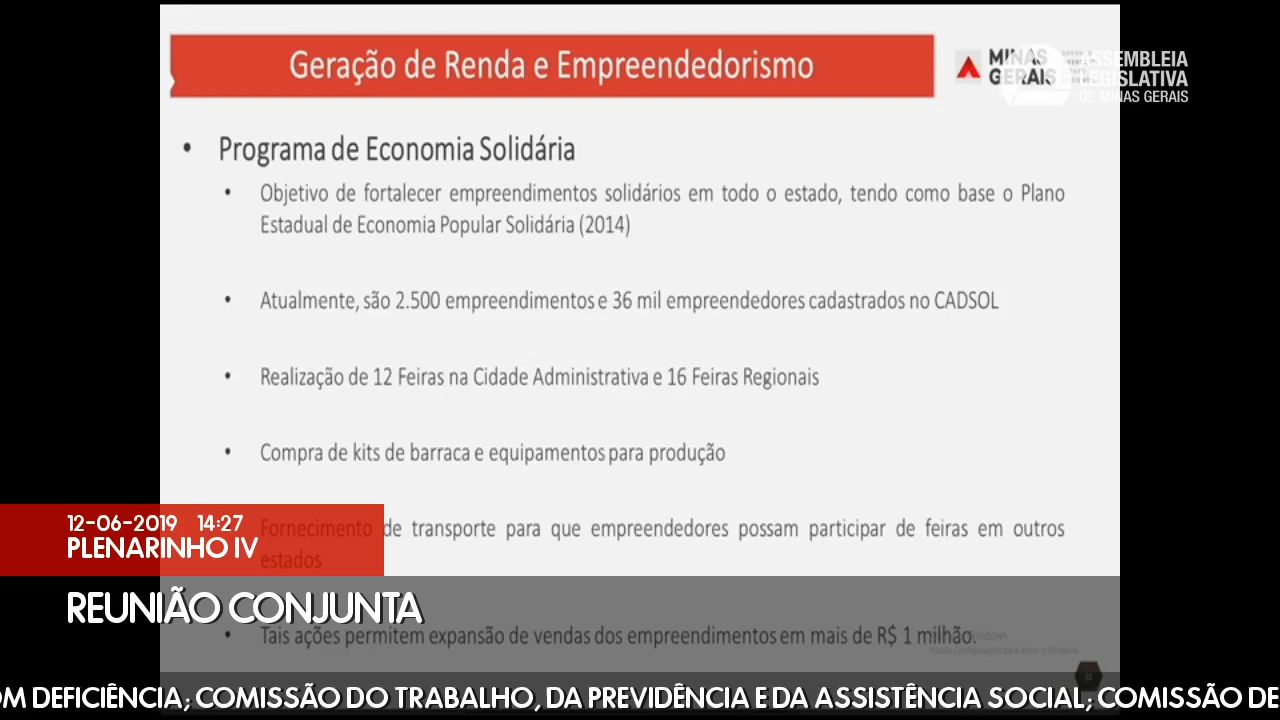 Geração de Renda e Empreendedorismo
MINAS
GERAIS
ASSEMBLEIA
LEGISLATIVA
DE MINAS GERAIS
• Programa de Economia Solidária
• Objetivo de fortalecer empreendimentos solidários em todo o estado, tendo como base o Plano
Estadual de Economia Popular Solidária (2014)
• Atualmente, são 2.500 empreendimentos e 36 mil empreendedores cadastrados no CADSOL
• Realização de 12 Feiras na Cidade Administrativa e 16 Feiras Regionais
• Compra de kits de barraca e equipamentos para produção
Fornecimento de transporte para que empreendedores possam participar de feiras em outros
estados
12-06-2019 14:27
PLENARINHO IV
REUNIÃO CONJUNTA
• Tais ações permitem expansão de vendas dos empreendimentos em mais de R$ 1 milhão.
OM DEFICIÊNCIA; COMISSÃO DO TRABALHO, DA PREVIDÊNCIA E DA ASSISTÊNCIA SOCIAL; COMISSÃO DE